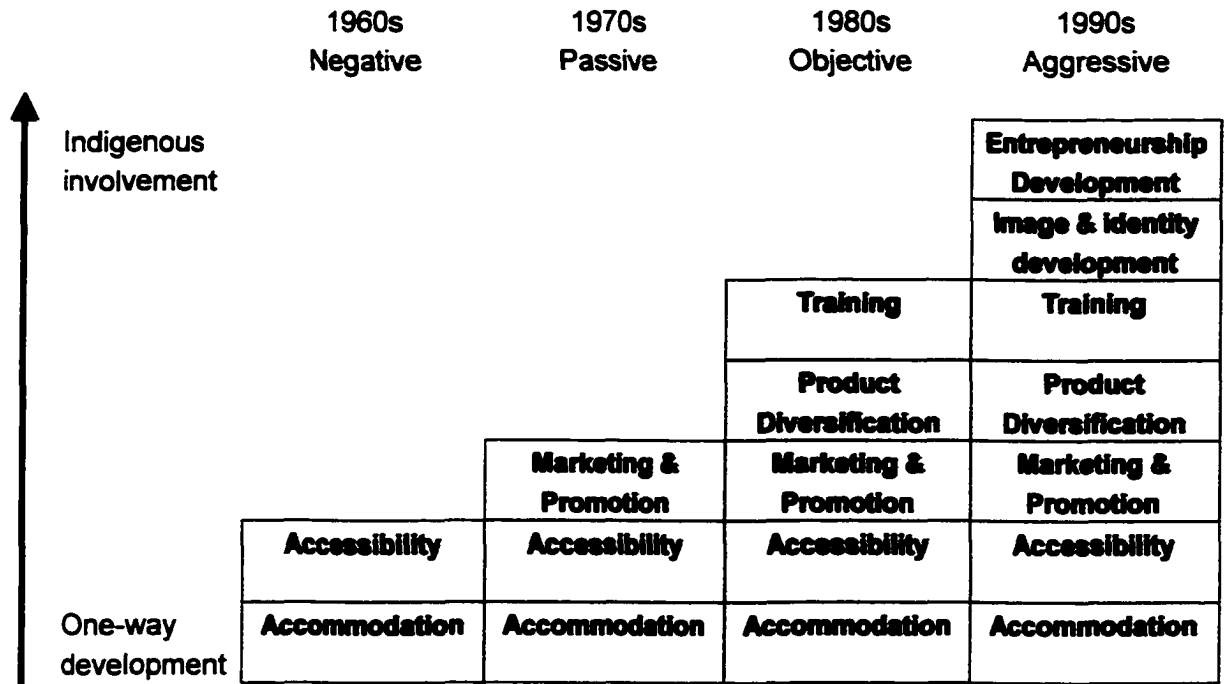 1960s 1970s 1980s 1990s
Negative Passive Objective Aggressive
Indigenous
involvement
Entrepreneurship
Development
Image & identity
development
Training Training
Product Product
Diversification Diversification
Marketing & Marketing & Marketing &
Promotion Promotion Promotion
Accessibility Accessibility Accessibility Accessibility
One-way
development
Accommodation Accommodation Accommodation Accommodation